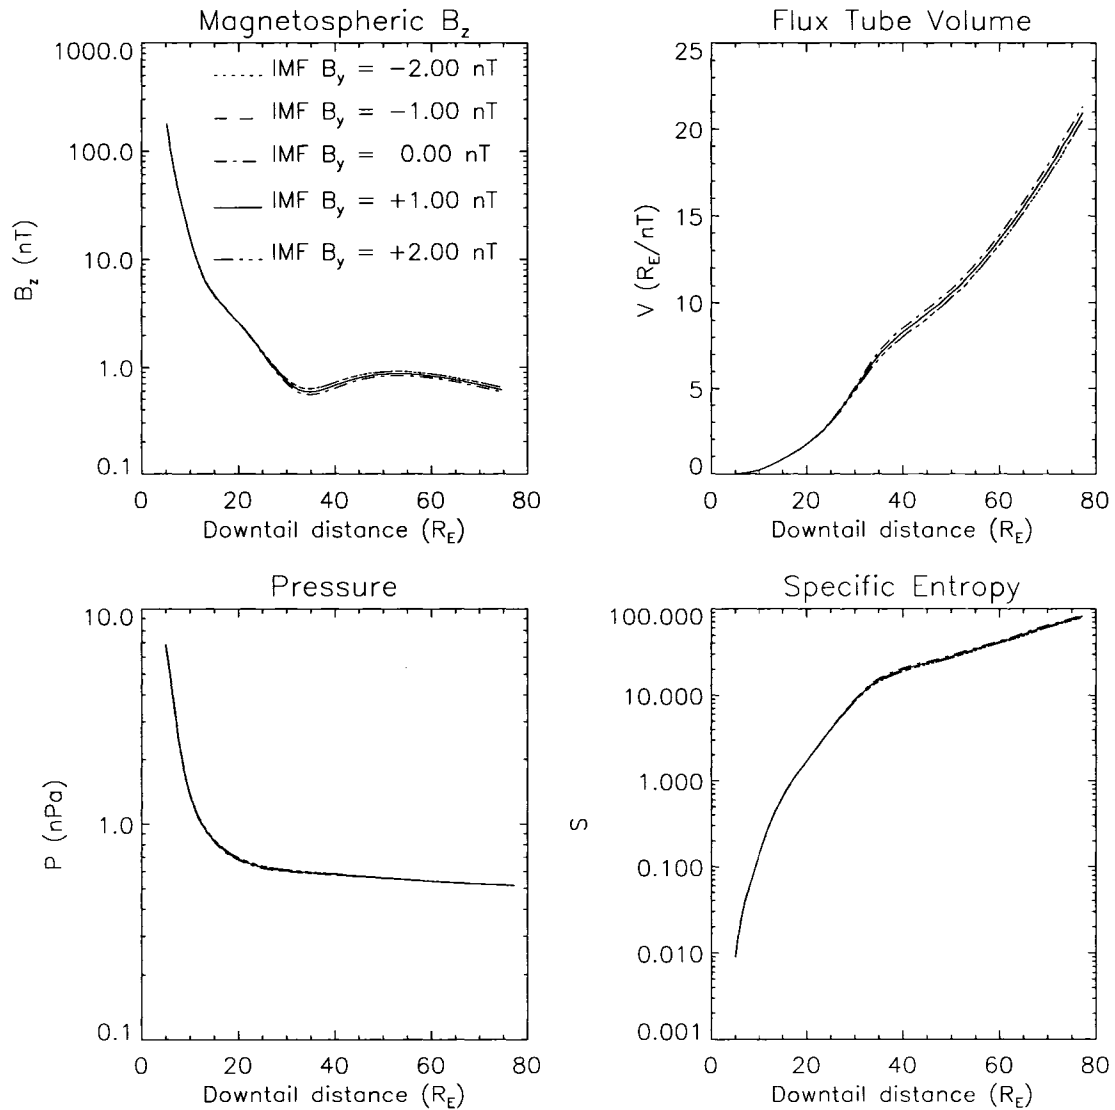 Magnetospheric B_z
1000.0
100.0
10.0
1.0
0.1
B_z (nT)
IMF B_y = −2.00 nT
IMF B_y = −1.00 nT
IMF B_y = 0.00 nT
IMF B_y = +1.00 nT
IMF B_y = +2.00 nT
0 20 40 60 80
Downtail distance (R_E)
Flux Tube Volume
25
20
15
10
5
0
V (R_E/nT)
0 20 40 60 80
Downtail distance (R_E)
Pressure
10.0
1.0
0.1
P (nPa)
0 20 40 60 80
Downtail distance (R_E)
Specific Entropy
100.000
10.000
1.000
0.100
0.010
0.001
S
0 20 40 60 80
Downtail distance (R_E)